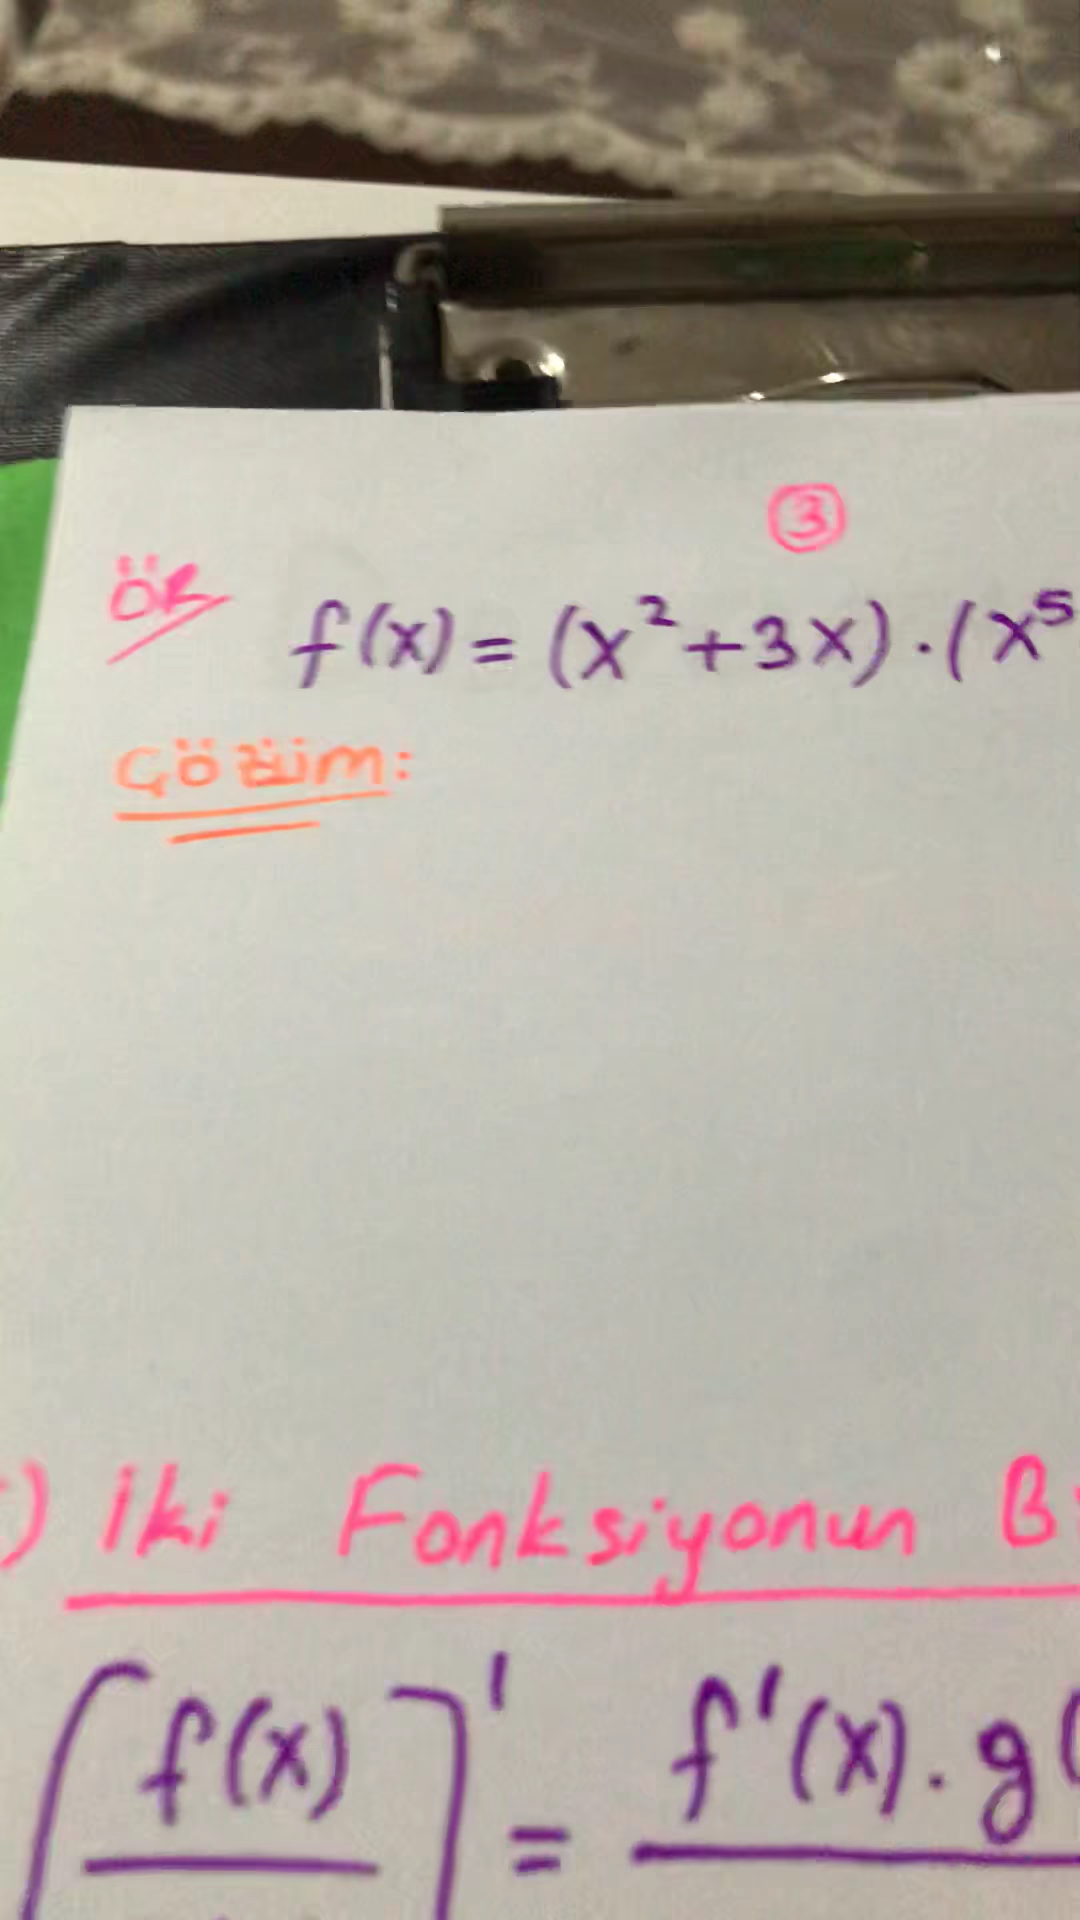 ③
ÖR
f(x) = (x²+3x).(x⁵
Çözüm:
) İki Fonksiyonun B
[f(x)]' = f'(x).g(